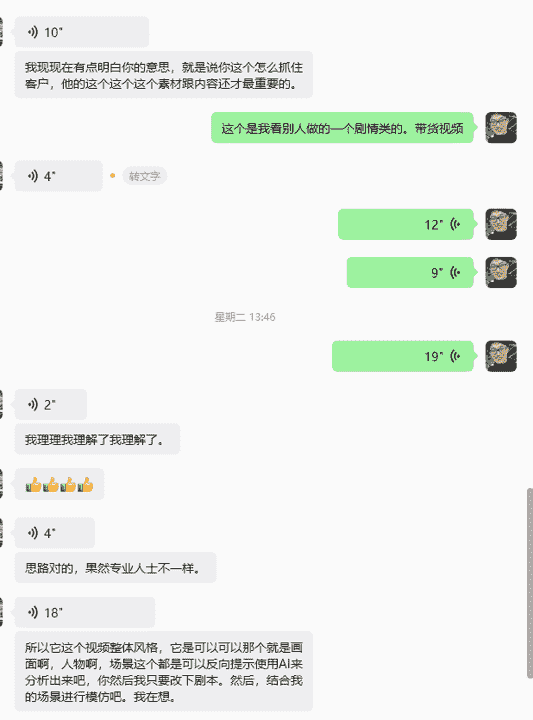 10"
我现现在有点明白你的意思，就是说你这个怎么抓住
客户，他的这个这个这个素材跟内容还才最重要的。
这个是我看别人做的一个剧情类的。带货视频
4"
转文字
12"
9"
星期二 13:46
19"
2"
我理理我理解了我理解了。
4"
思路对的，果然专业人士不一样。
18"
所以它这个视频整体风格，它是可以可以那个就是画
面啊，人物啊，场景这个都是可以反向提示使用AI来
分析出来吧，你然后我只要改下剧本。然后，结合我
的场景进行模仿吧。我在想。